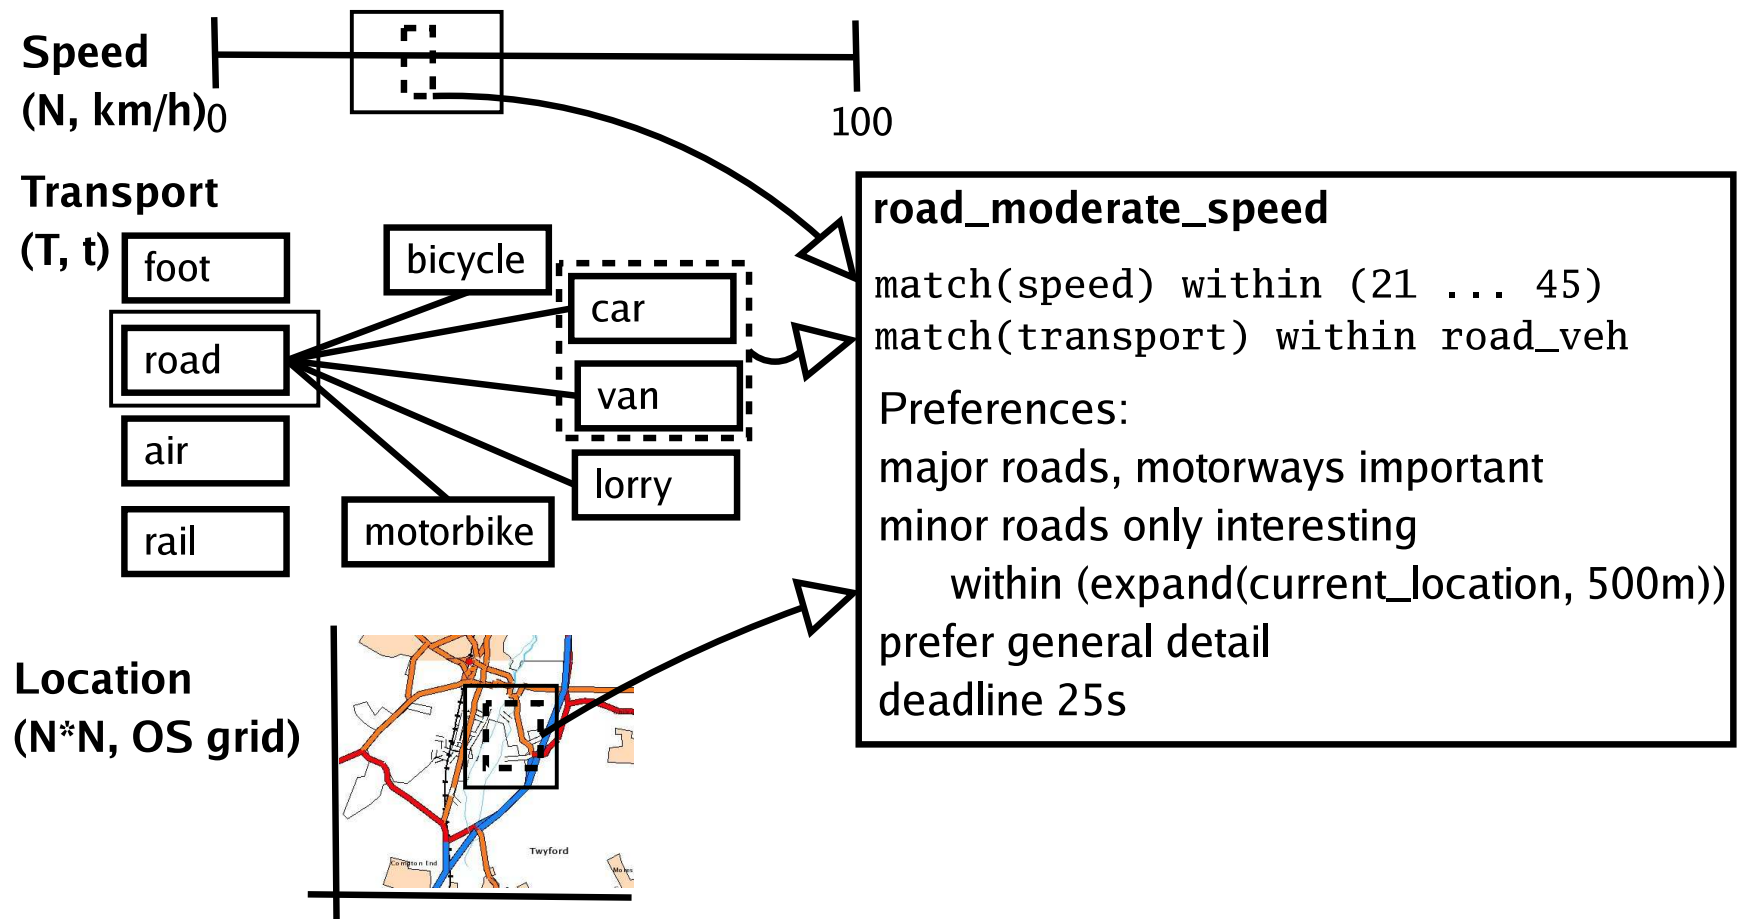 Speed
(N, km/h)
0
100
Transport
(T, t)
foot
road
air
rail
bicycle
car
van
lorry
motorbike
Location
(N*N, OS grid)
Twyford
Compton End
road_moderate_speed
match(speed) within (21 ... 45)
match(transport) within road_veh
Preferences:
major roads, motorways important
minor roads only interesting
within (expand(current_location, 500m))
prefer general detail
deadline 25s